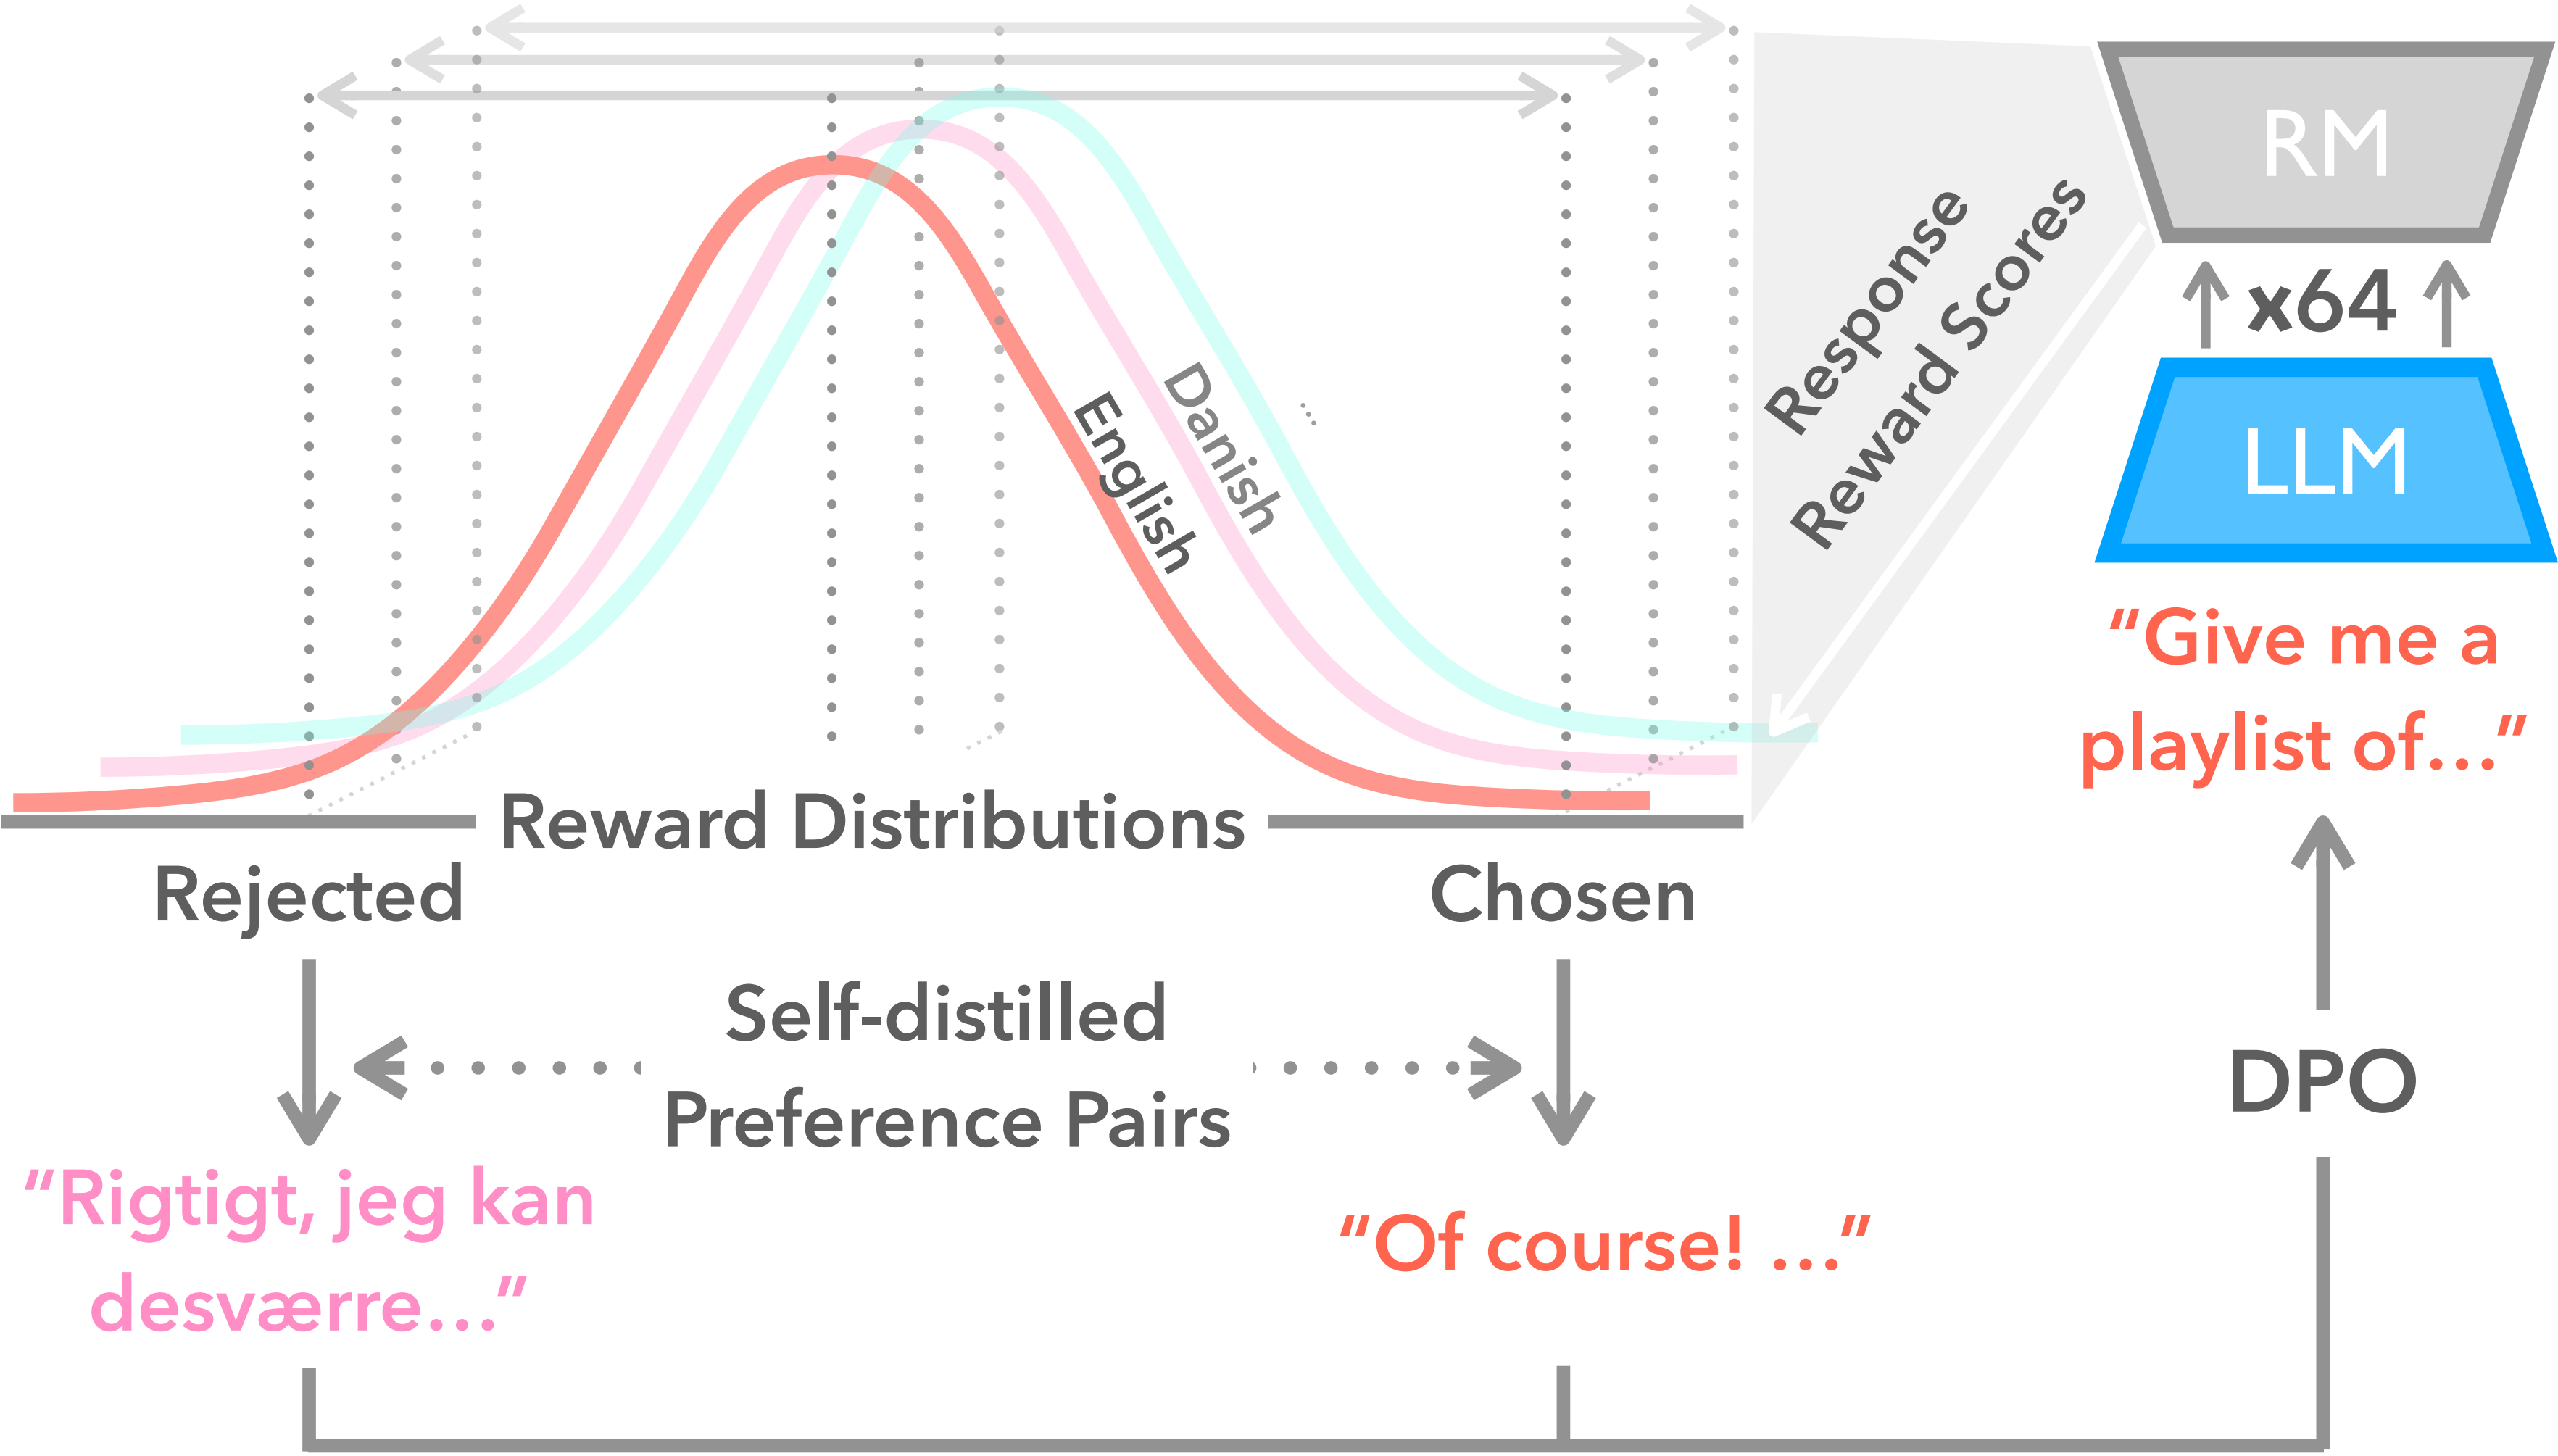 RM
x64
LLM
“Give me a
playlist of...”
DPO
Response
Reward Scores
English
Danish
...
Reward Distributions
Rejected
Chosen
Self-distilled
Preference Pairs
“Rigtigt, jeg kan
desværre...”
“Of course! ...”